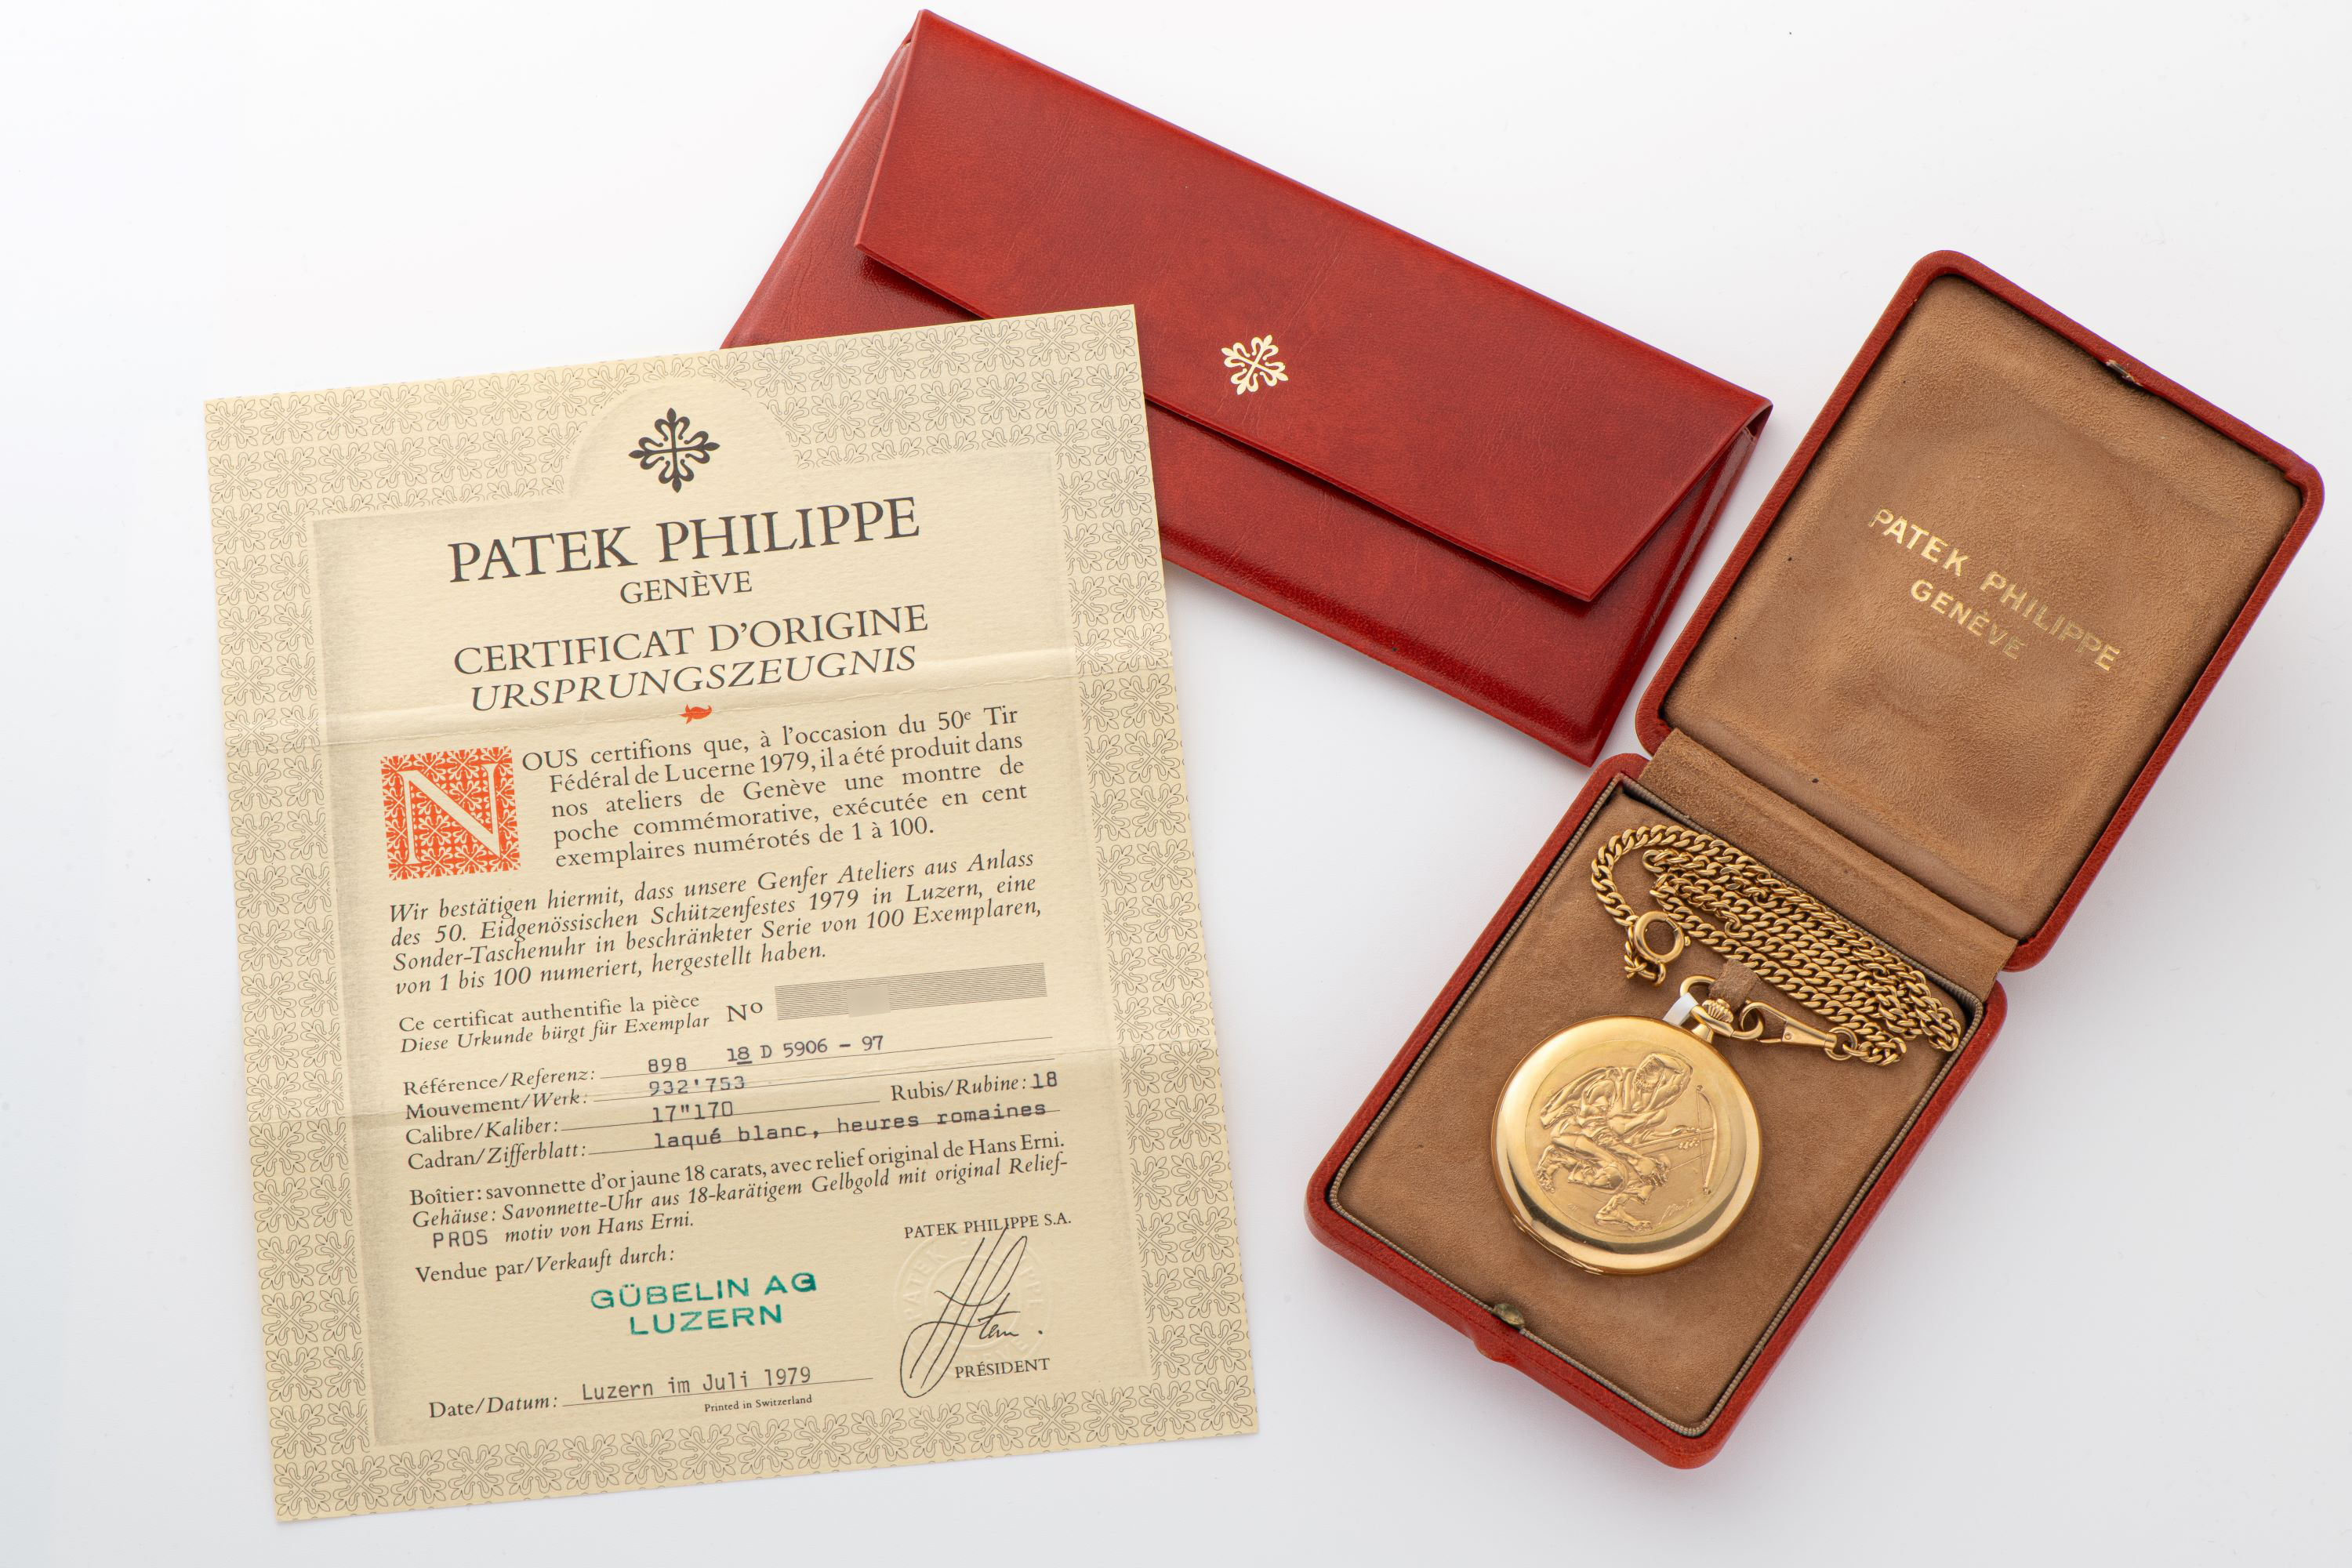 PATEK PHILIPPE
GENÈVE
CERTIFICAT D'ORIGINE
URSPRUNGSZEUGNIS
NOUS certifions que, à l'occasion du 50e Tir
Fédéral de Lucerne 1979, il a été produit dans
nos ateliers de Genève une montre de
poche commémorative, exécutée en cent
exemplaires numérotés de 1 à 100.
Wir bestätigen hiermit, dass unsere Genfer Ateliers aus Anlass
des 50. Eidgenössischen Schützenfestes 1979 in Luzern, eine
Sonder-Taschenuhr in beschränkter Serie von 100 Exemplaren,
von 1 bis 100 numeriert, hergestellt haben.
Ce certificat authentifie la pièce
Diese Urkunde bürgt für Exemplar No
Référence/Referenz: 898 18 D 5906 - 97
Mouvement/Werk: 932'753
Calibre/Kaliber: 17"170 Rubis/Rubine: 18
Cadran/Zifferblatt: laqué blanc, heures romaines
Boîtier: savonnette d'or jaune 18 carats, avec relief original de Hans Erni.
Gehäuse: Savonnette-Uhr aus 18-karätigem Gelbgold mit original Relief-
PROS motiv von Hans Erni.
Vendue par/Verkauft durch:
GÜBELIN AG
LUZERN
PATEK PHILIPPE S.A.
Stern.
PRÉSIDENT
Date/Datum: Luzern im Juli 1979
Printed in Switzerland
PATEK PHILIPPE
GENÈVE